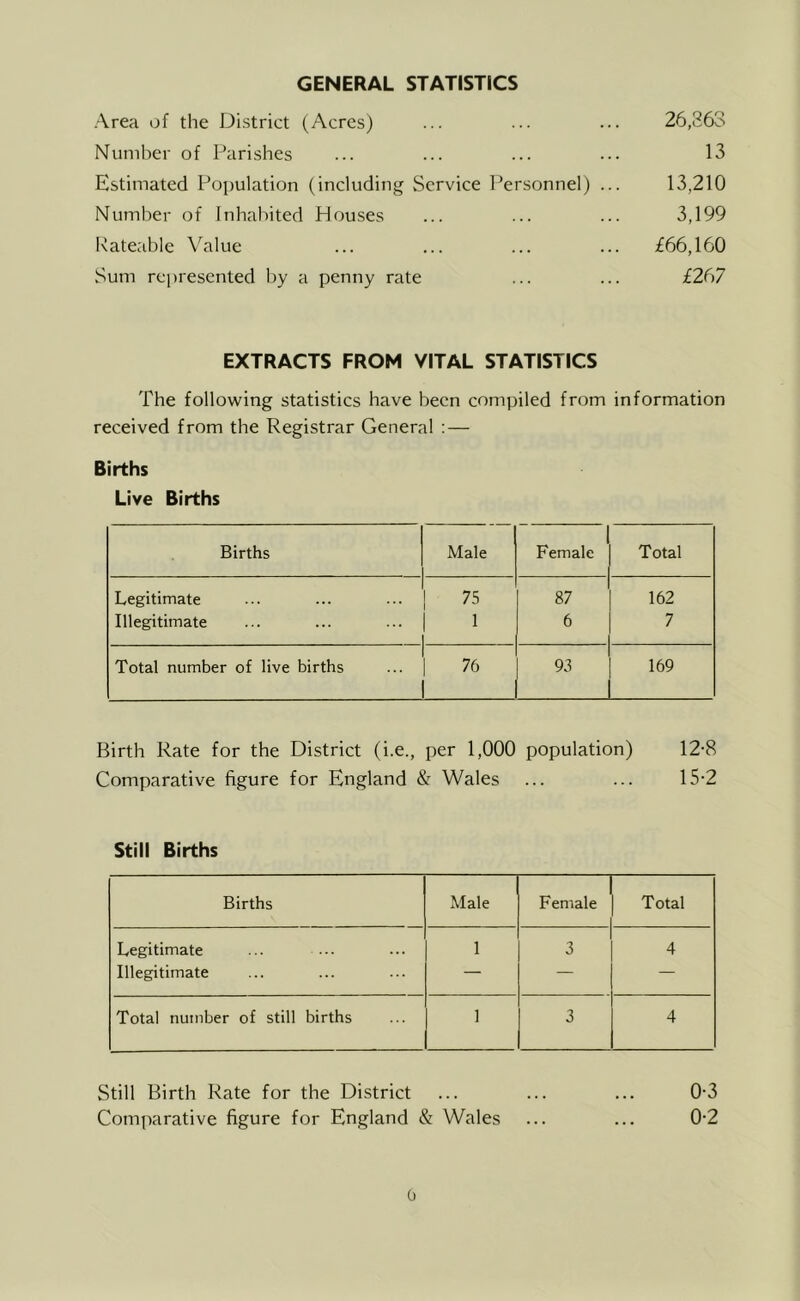 GENERAL STATISTICS
Area of the District (Acres) ... ... ... 26,363
Number of Parishes ... ... ... ... 13
Estimated Population (including Service Personnel) ... 13,210
Number of Inhabited Houses ... ... ... 3,199
Rateable Value ... ... ... ... £66,160
Sum represented by a penny rate ... ... £267
EXTRACTS FROM VITAL STATISTICS
The following statistics have been compiled from information
received from the Registrar General :—
Births
Live Births
Births Male Female Total
Legitimate ... ... ... 75 87 162
Illegitimate ... ... ... 1 6 7
Total number of live births ... 76 93 169
Birth Rate for the District (i.e., per 1,000 population) 12·8
Comparative figure for England & Wales ... ... 15·2
Still Births
Births Male Female Total
Legitimate ... ... ... 1 3 4
Illegitimate ... ... ... — — —
Total number of still births ... 1 3 4
Still Birth Rate for the District ... ... ... 0·3
Comparative figure for England & Wales ... ... 0·2
6